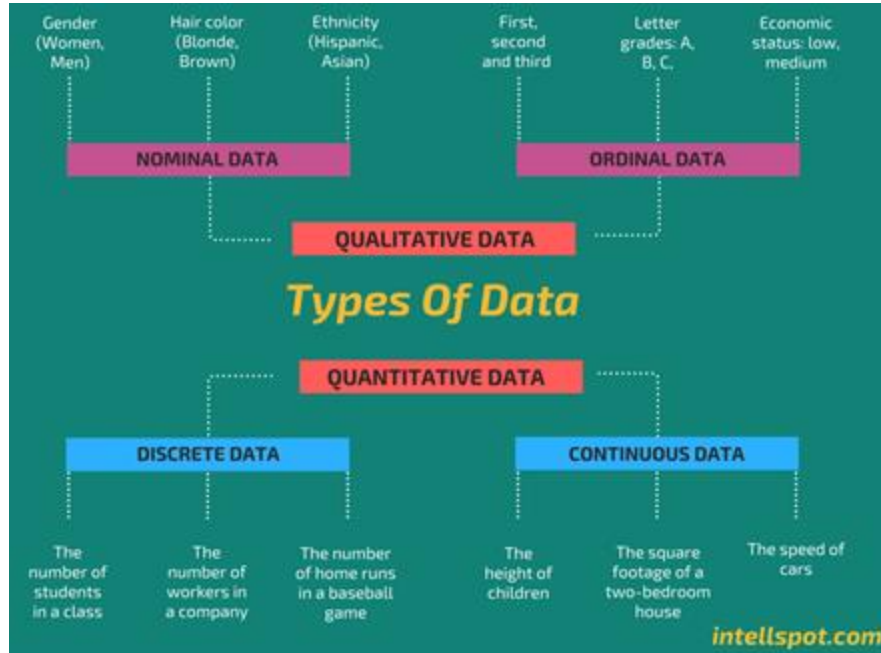 Gender
(Women,
Men)
Hair color
(Blonde,
Brown)
Ethnicity
(Hispanic,
Asian)
First,
second
and third
Letter
grades: A,
B, C,
Economic
status: low,
medium
NOMINAL DATA
ORDINAL DATA
QUALITATIVE DATA
Types Of Data
QUANTITATIVE DATA
DISCRETE DATA
CONTINUOUS DATA
The
number of
students
in a class
The
number of
workers in
a company
The number
of home runs
in a baseball
game
The
height of
children
The square
footage of a
two-bedroom
house
The speed of
cars
intellspot.com